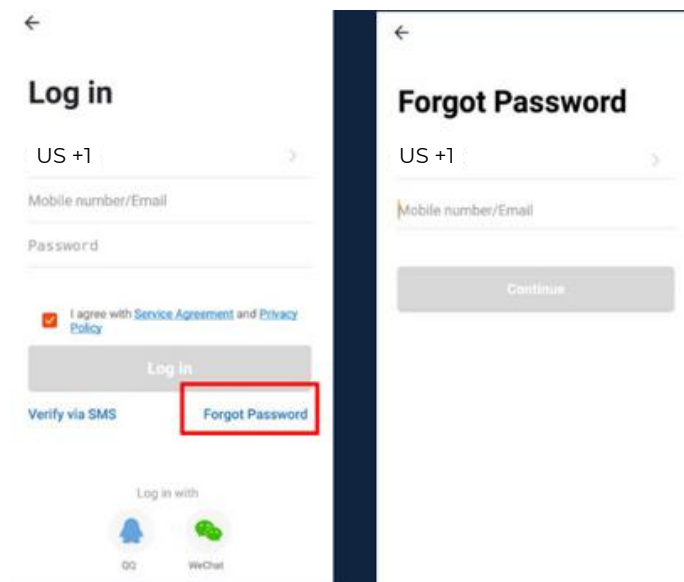 Log in
US +1
Mobile number/Email
Password
I agree with Service Agreement and Privacy
Policy
Log in
Verify via SMS
Forgot Password
Log in with
QQ
WeChat
Forgot Password
US +1
Mobile number/Email
Continue